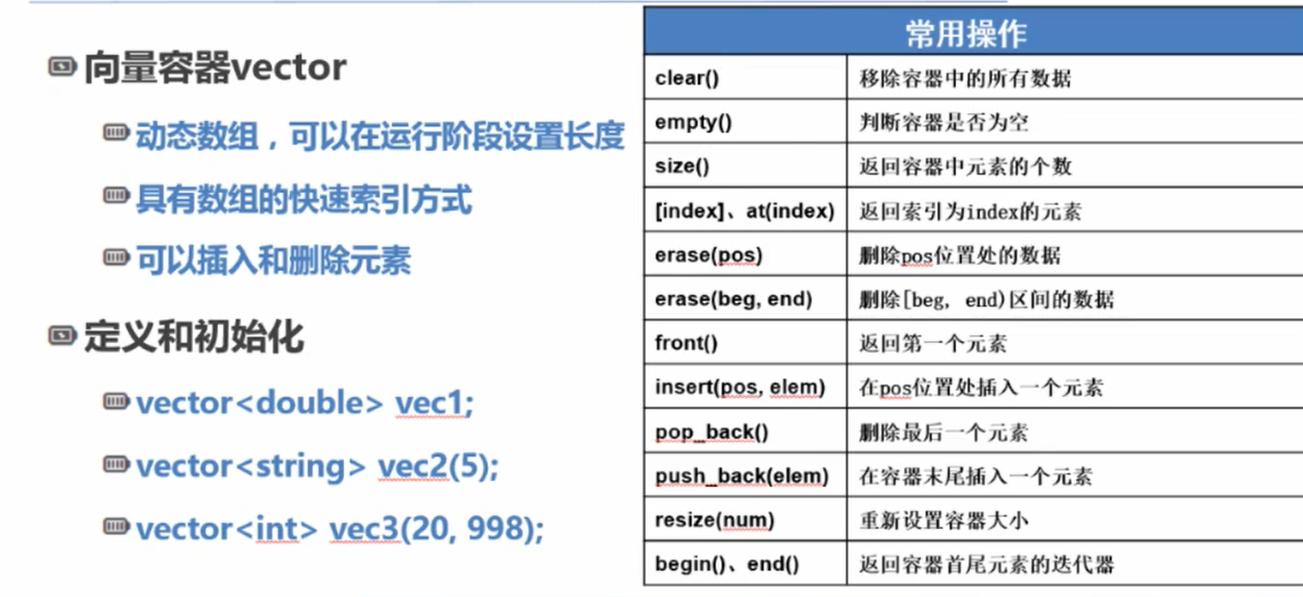 向量容器vector
动态数组，可以在运行阶段设置长度
具有数组的快速索引方式
可以插入和删除元素
定义和初始化
vector<double> vec1;
vector<string> vec2(5);
vector<int> vec3(20, 998);
常用操作
clear() 移除容器中的所有数据
empty() 判断容器是否为空
size() 返回容器中元素的个数
[index]、at(index) 返回索引为index的元素
erase(pos) 删除pos位置处的数据
erase(beg, end) 删除[beg, end)区间的数据
front() 返回第一个元素
insert(pos, elem) 在pos位置处插入一个元素
pop_back() 删除最后一个元素
push_back(elem) 在容器末尾插入一个元素
resize(num) 重新设置容器大小
begin()、end() 返回容器首尾元素的迭代器